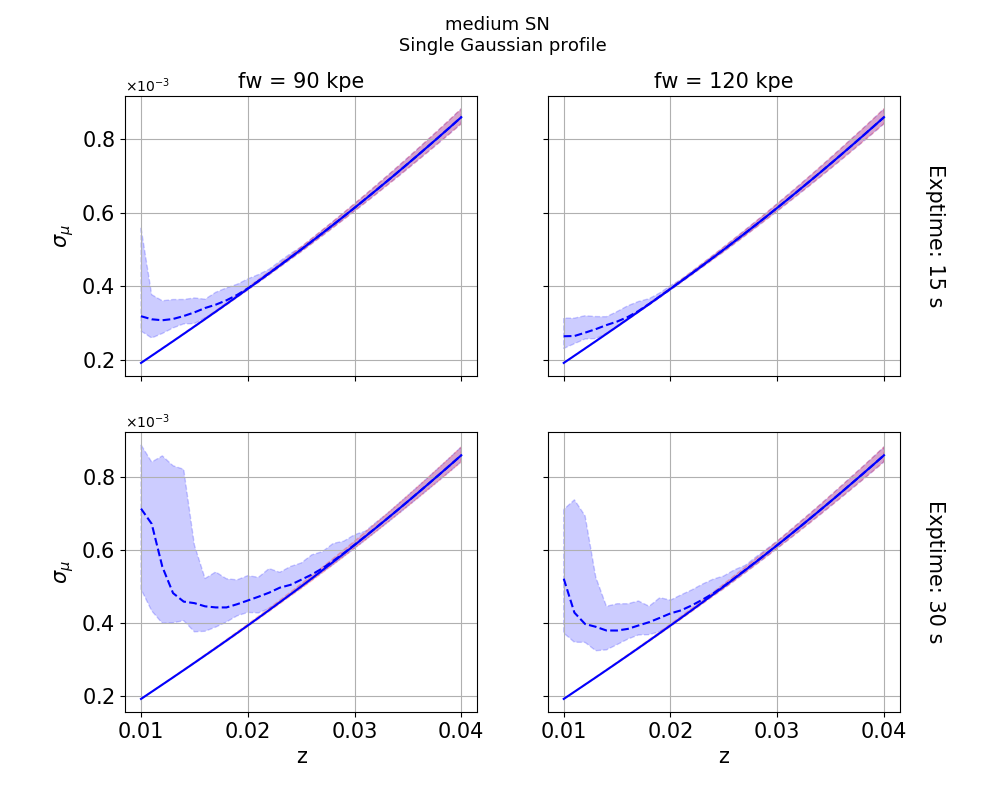 medium SN
Single Gaussian profile
×10⁻³
fw = 90 kpe
fw = 120 kpe
0.8
0.6
0.4
0.2
σ_μ
Exptime: 15 s
×10⁻³
0.8
0.6
0.4
0.2
σ_μ
Exptime: 30 s
0.01 0.02 0.03 0.04
0.01 0.02 0.03 0.04
z
z